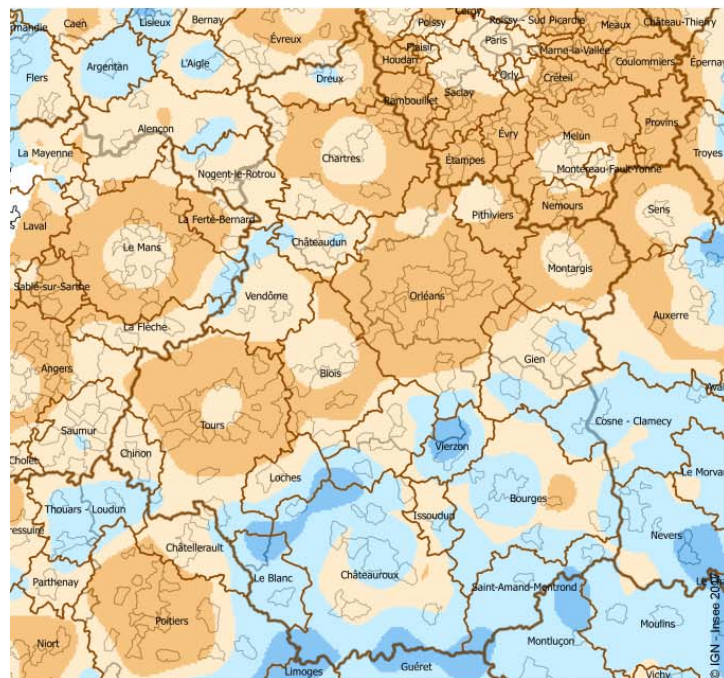 Caen
Lisieux
Bernay
Évreux
Poissy
Roissy - Sud Picardie
Meaux
Château-Thierry
Plaisir
Paris
Marne-la-Vallée
Flers
Argentan
L'Aigle
Dreux
Houdan
Orly
Créteil
Coulommiers
Épernay
Rambouillet
Saclay
Alençon
Évry
Melun
Provins
La Mayenne
Chartres
Étampes
Troyes
Nogent-le-Rotrou
Montereau-Fault-Yonne
Laval
La Ferté-Bernard
Pithiviers
Nemours
Sens
Le Mans
Châteaudun
Montargis
Sablé-sur-Sarthe
Vendôme
Orléans
Auxerre
La Flèche
Gien
Angers
Blois
Saumur
Tours
Vierzon
Cosne - Clamecy
Cholet
Chinon
Loches
Le Morvan
Thouars - Loudun
Issoudun
Bourges
Châtellerault
Nevers
Parthenay
Le Blanc
Châteauroux
Saint-Amand-Montrond
Poitiers
Niort
Montluçon
Moulins
Limoges
Guéret
Vichy